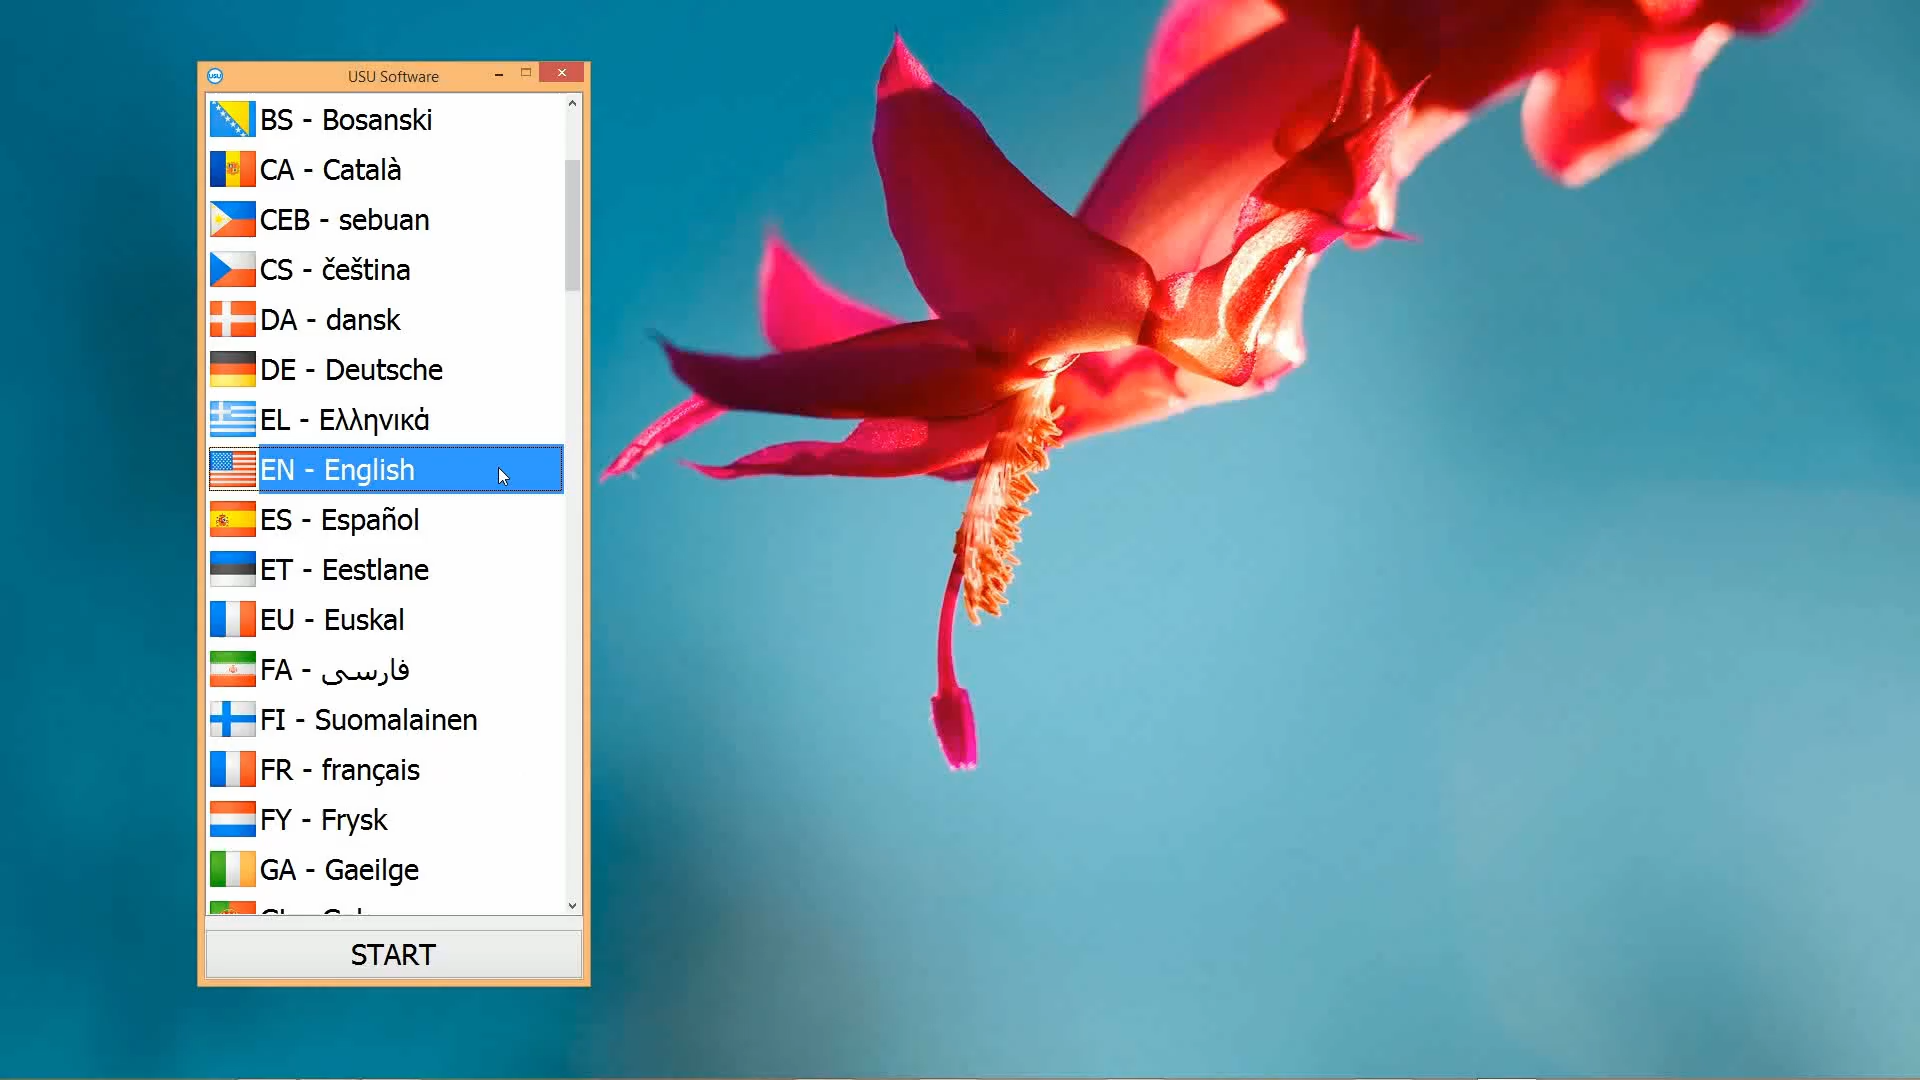 USU Software
BS - Bosanski
CA - Català
CEB - sebuan
CS - čeština
DA - dansk
DE - Deutsche
EL - Ελληνικά
EN - English
ES - Español
ET - Eestlane
EU - Euskal
FA - فارسی
FI - Suomalainen
FR - français
FY - Frysk
GA - Gaeilge
START